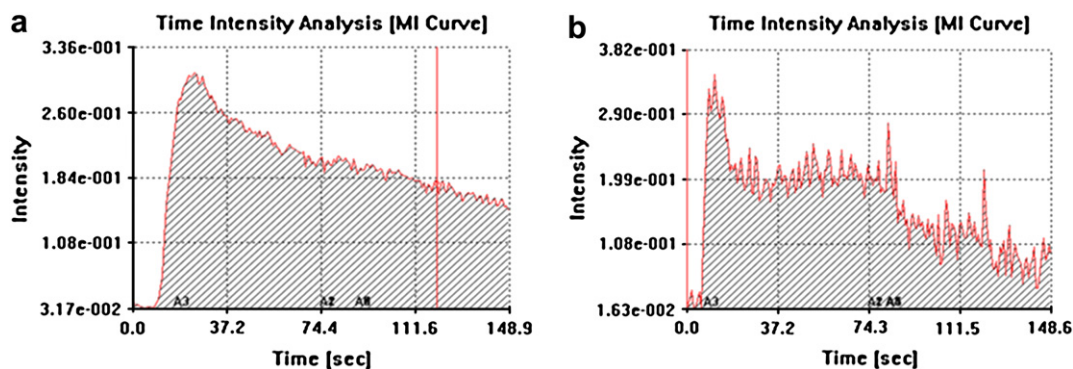 a
Time Intensity Analysis [MI Curve]
3.36e-001
2.60e-001
1.84e-001
1.08e-001
3.17e-002
Intensity
A3
A2
A8
0.0
37.2
74.4
111.6
148.9
Time [sec]
b
Time Intensity Analysis [MI Curve]
3.82e-001
2.90e-001
1.99e-001
1.08e-001
1.63e-002
Intensity
A3
A2
A8
0.0
37.2
74.3
111.5
148.6
Time [sec]